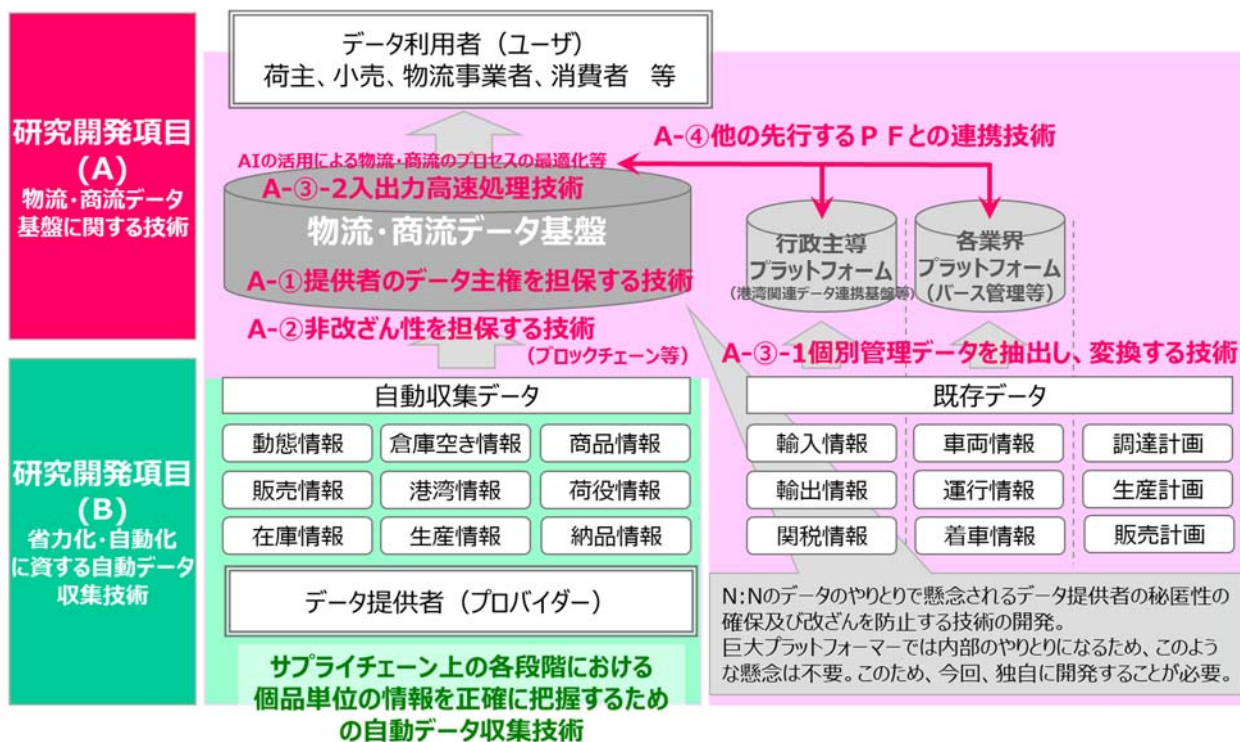 研究開発項目
(A)
物流・商流データ
基盤に関する技術
データ利用者（ユーザ）
荷主、小売、物流事業者、消費者　等
A-④他の先行するＰＦとの連携技術
AIの活用による物流・商流のプロセスの最適化等
A-③-2入出力高速処理技術
物流・商流データ基盤
A-①提供者のデータ主権を担保する技術
A-②非改ざん性を担保する技術
（ブロックチェーン等）
行政主導
プラットフォーム
（港湾関連データ連携基盤等）
各業界
プラットフォーム
（バース管理等）
A-③-1個別管理データを抽出し、変換する技術
研究開発項目
(B)
省力化・自動化
に資する自動データ
収集技術
自動収集データ
動態情報
倉庫空き情報
商品情報
販売情報
港湾情報
荷役情報
在庫情報
生産情報
納品情報
データ提供者（プロバイダー）
サプライチェーン上の各段階における
個品単位の情報を正確に把握するため
の自動データ収集技術
既存データ
輸入情報
車両情報
調達計画
輸出情報
運行情報
生産計画
関税情報
着車情報
販売計画
N:Nのデータのやりとりで懸念されるデータ提供者の秘匿性の
確保及び改ざんを防止する技術の開発。
巨大プラットフォーマーでは内部のやりとりになるため、このよう
な懸念は不要。このため、今回、独自に開発することが必要。